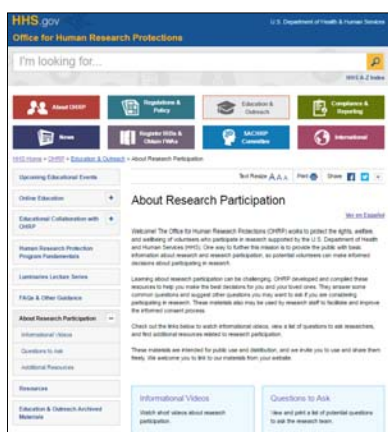 HHS.gov
U.S. Department of Health & Human Services
Office for Human Research Protections
I'm looking for...
HHS A-Z Index
About OHRP
Regulations &
Policy
Education &
Outreach
Compliance &
Reporting
News
Register IRBs &
Obtain FWAs
SACHRP
Committee
International
HHS Home > OHRP > Education & Outreach > About Research Participation
Text Resize A A A Print Share
Upcoming Educational Events
Online Education +
Educational Collaboration with
OHRP +
Human Research Protection
Program Fundamentals
Luminaries Lecture Series
FAQs & Other Guidance
About Research Participation
Informational Videos
Questions to Ask
Additional Resources
Resources
Education & Outreach Archived
Materials
About Research Participation
Ver en Español
Welcome! The Office for Human Research Protections (OHRP) works to protect the rights, welfare,
and wellbeing of volunteers who participate in research supported by the U.S. Department of Health
and Human Services (HHS). One way to further this mission is to provide the public with basic
information about research and research participation, so potential volunteers can make informed
decisions about participating in research.
Learning about research participation can be challenging. OHRP developed and compiled these
resources to help you make the best decisions for you and your loved ones. They answer some
common questions and suggest other questions you may want to ask if you are considering
participating in research. These materials may also be used by research staff to facilitate and improve
the informed consent process.
Check out the links below to watch informational videos, view a list of questions to ask researchers,
and find additional resources related to research participation.
These materials are intended for public use and distribution, and we invite you to use and share them
freely. We welcome you to link to our materials from your website
Informational Videos
Watch short videos about research
participation.
Questions to Ask
View and print a list of potential questions
to ask the research team.